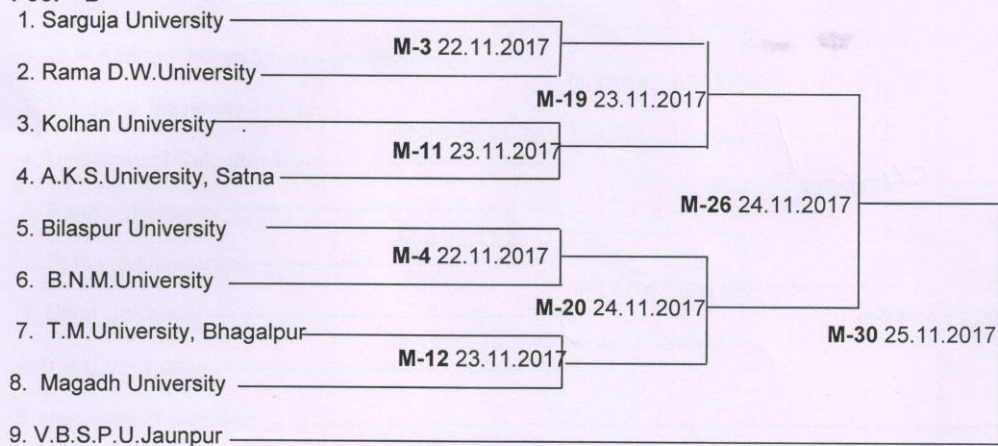 1. Sarguja University
M-3 22.11.2017
2. Rama D.W.University
M-19 23.11.2017
3. Kolhan University
M-11 23.11.2017
4. A.K.S.University, Satna
M-26 24.11.2017
5. Bilaspur University
M-4 22.11.2017
6. B.N.M.University
M-20 24.11.2017
7. T.M.University, Bhagalpur
M-30 25.11.2017
M-12 23.11.2017
8. Magadh University
9. V.B.S.P.U.Jaunpur